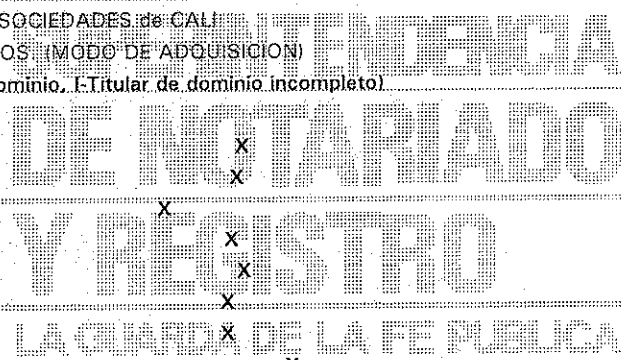 SOCIEDADES de CALI
SUPERINTENDENCIA
OS. (MODO DE ADQUISICION)
ominio, I-Titular de dominio incompleto)
DE NOTARIADO
X
X
X
Y REGISTRO
X
X
X
LA GUARDA DE LA FE PUBLICA
X